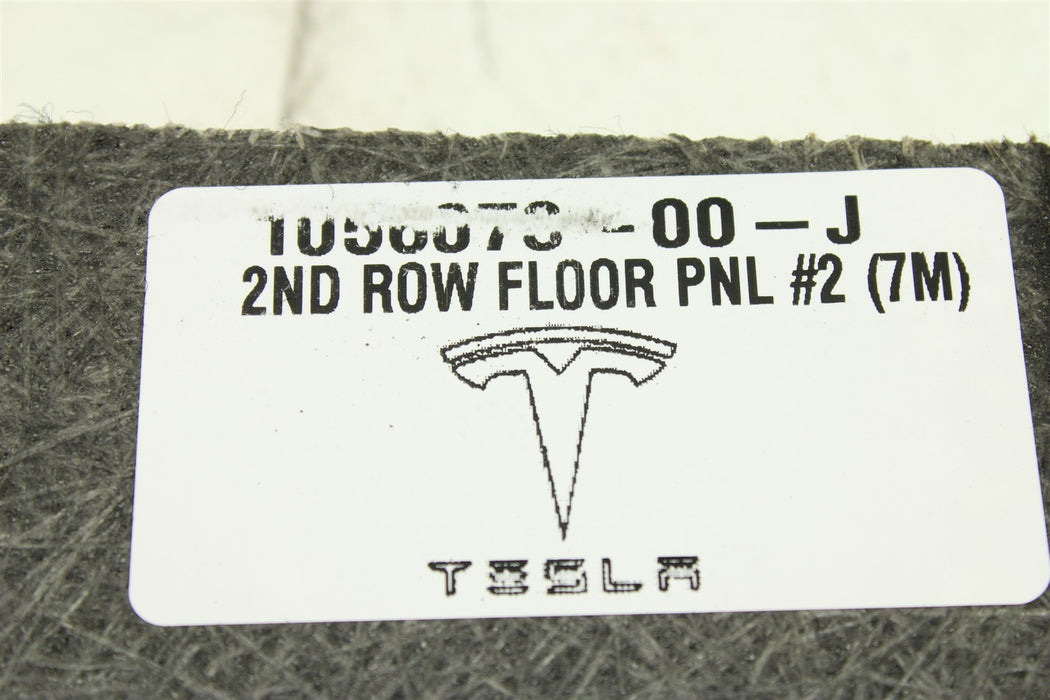 -00-J
2ND ROW FLOOR PNL #2 (7M)
TESLA